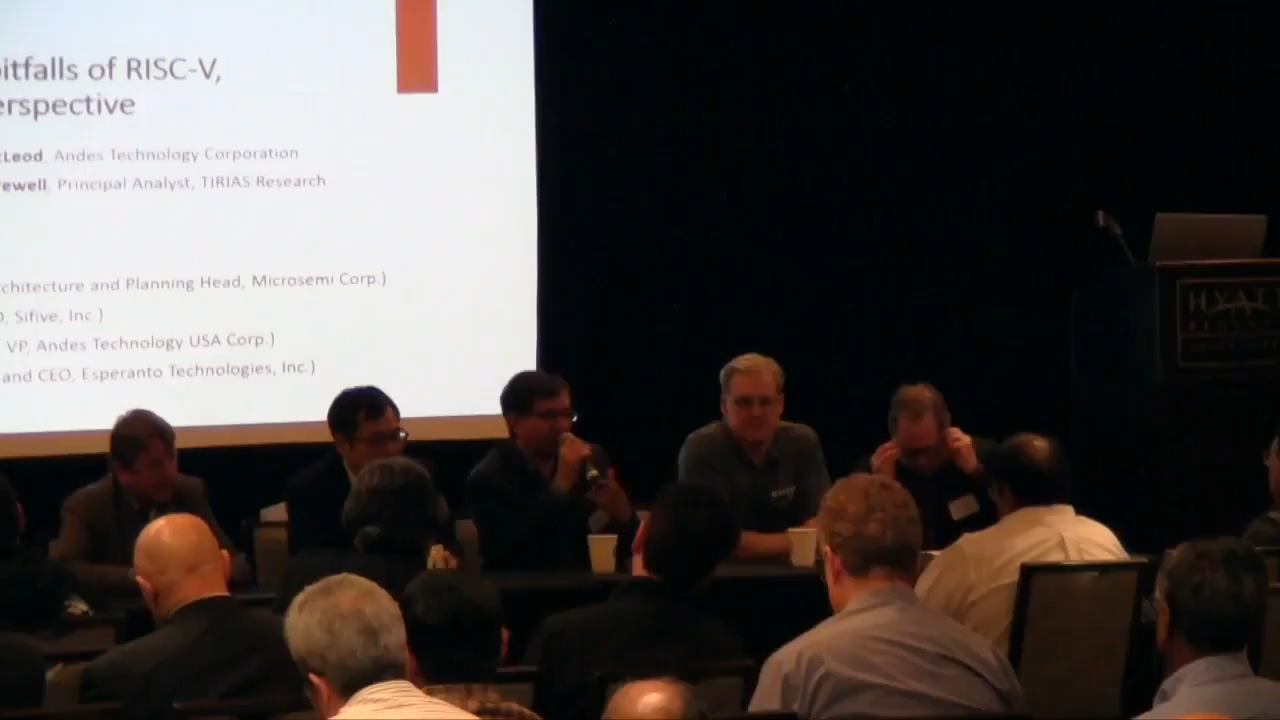 pitfalls of RISC-V,
erspective
cLeod, Andes Technology Corporation
ewell, Principal Analyst, TIRIAS Research
chitecture and Planning Head, Microsemi Corp.)
O, Sifive, Inc.)
VP, Andes Technology USA Corp.)
and CEO, Esperanto Technologies, Inc.)
HYATT